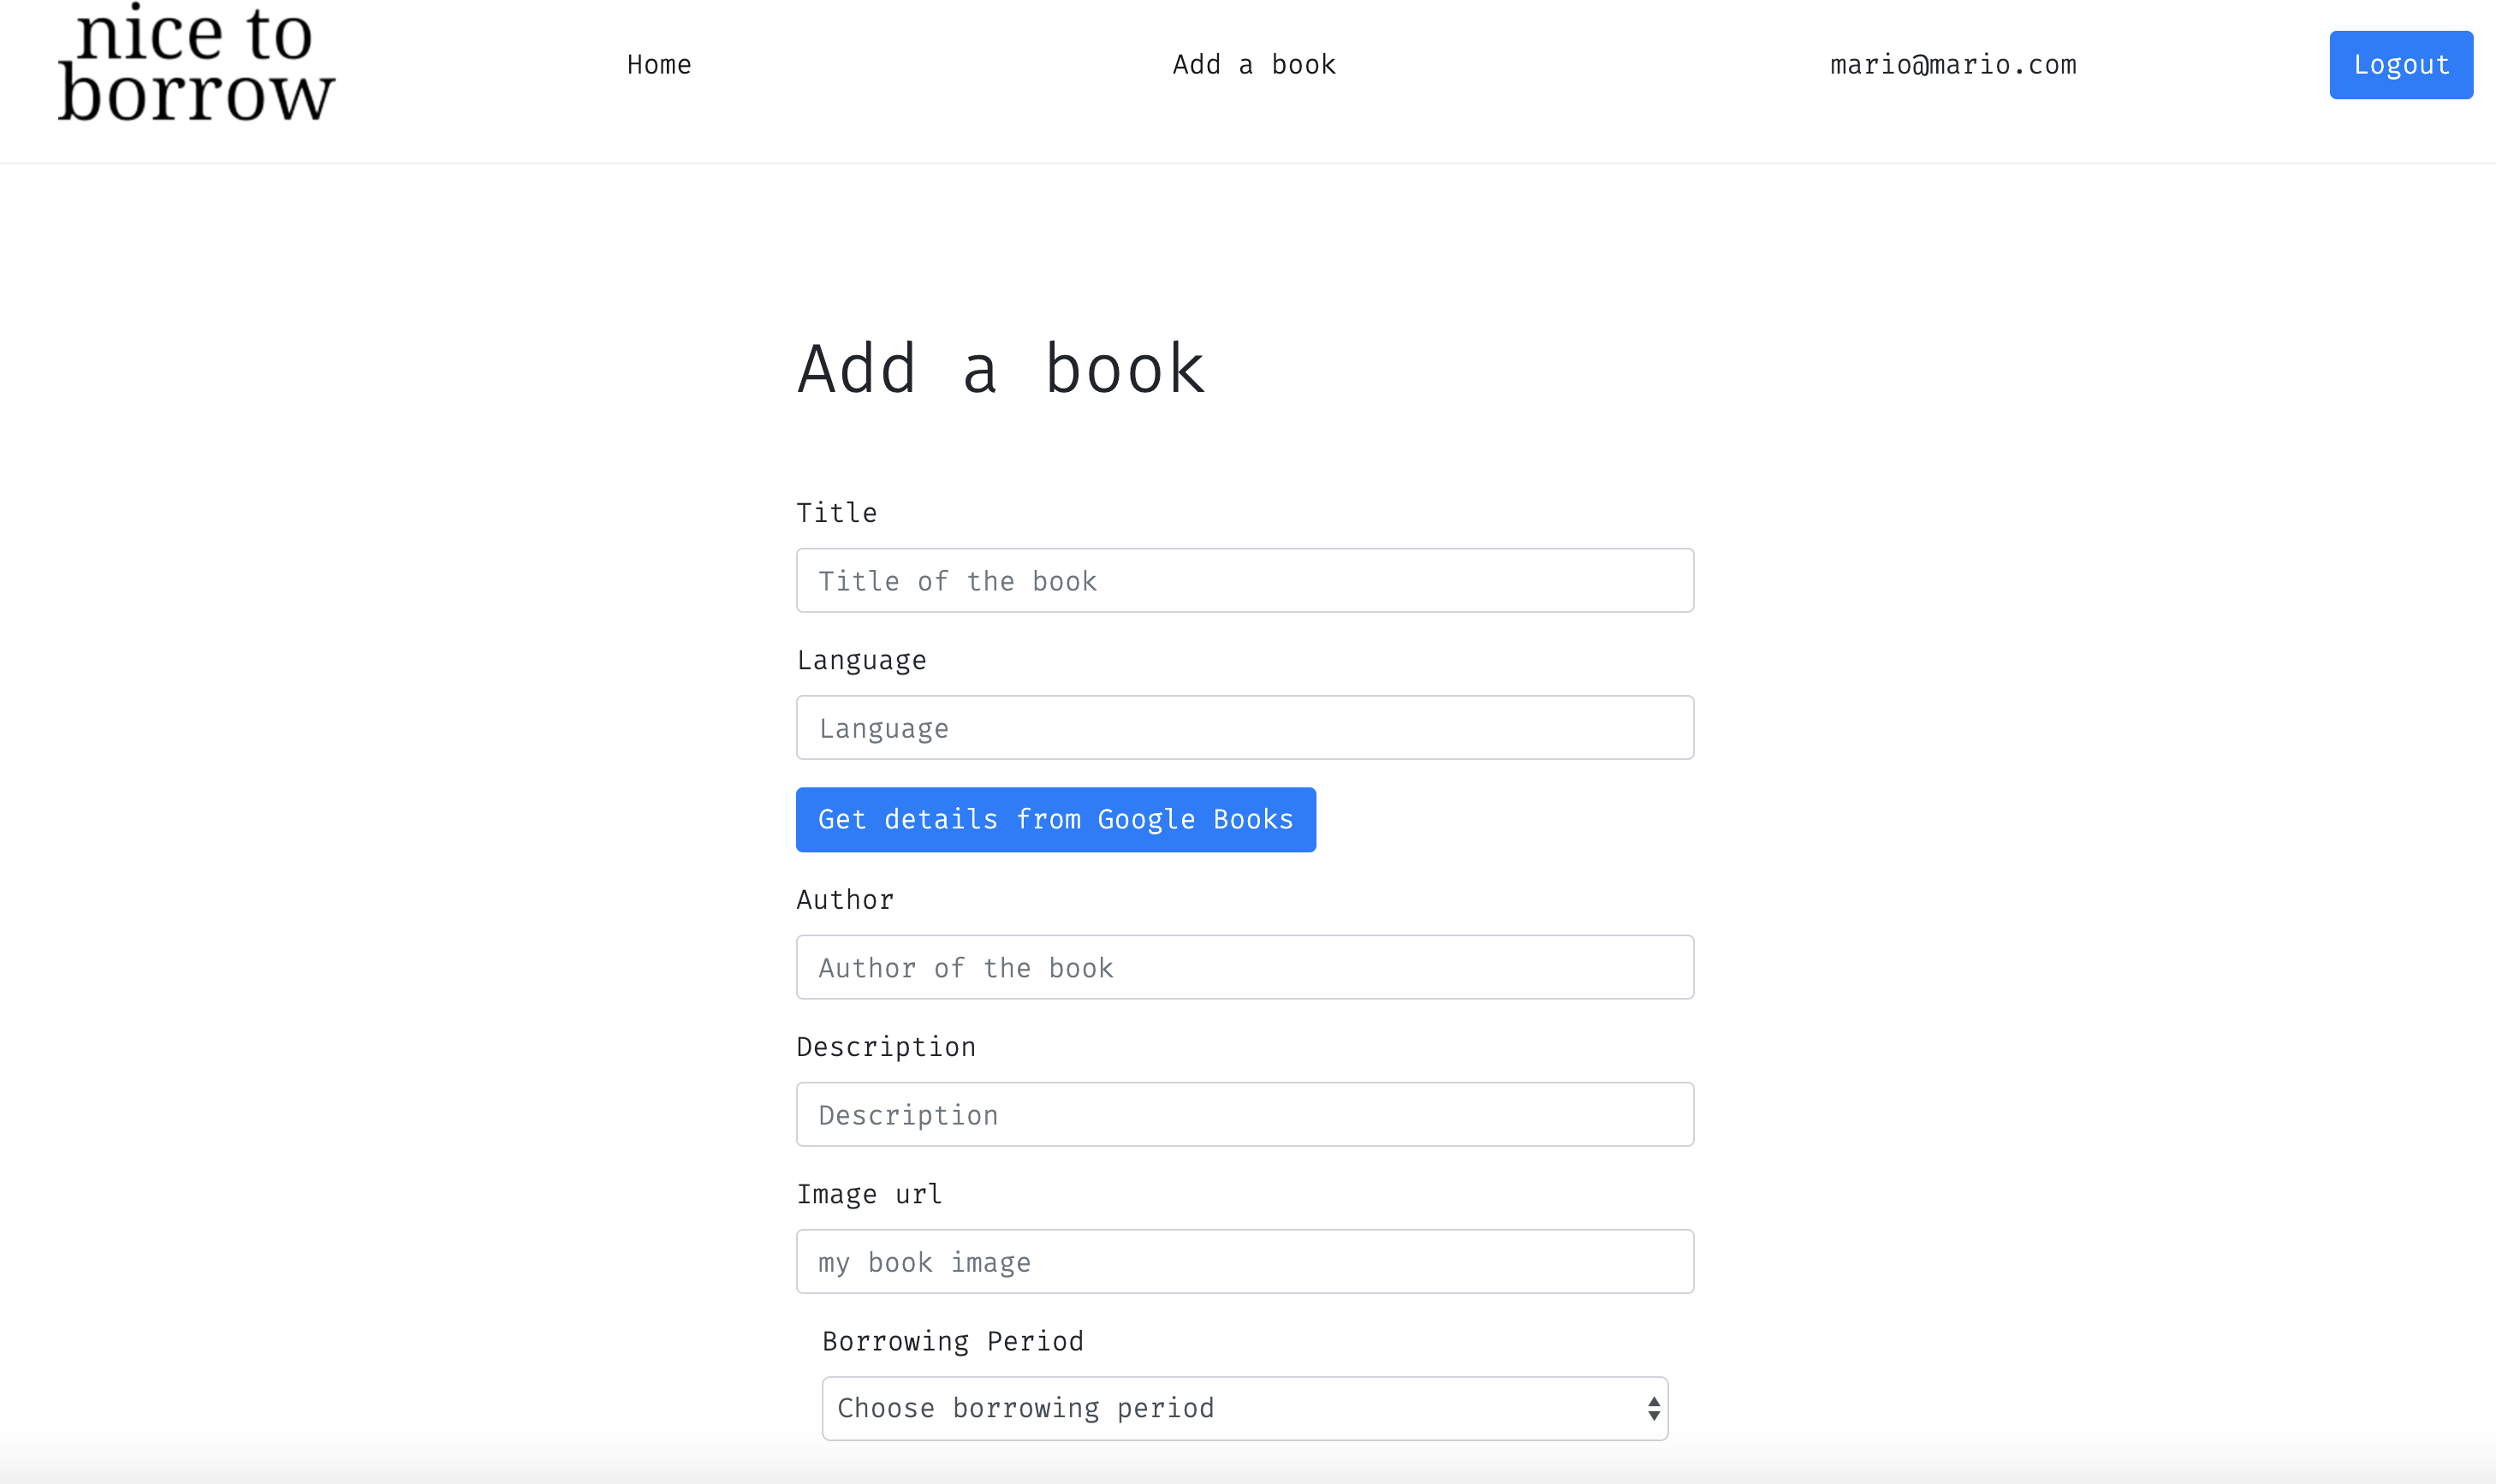 nice to
borrow
Home
Add a book
mario@mario.com
Logout
Add a book
Title
Title of the book
Language
Language
Get details from Google Books
Author
Author of the book
Description
Description
Image url
my book image
Borrowing Period
Choose borrowing period